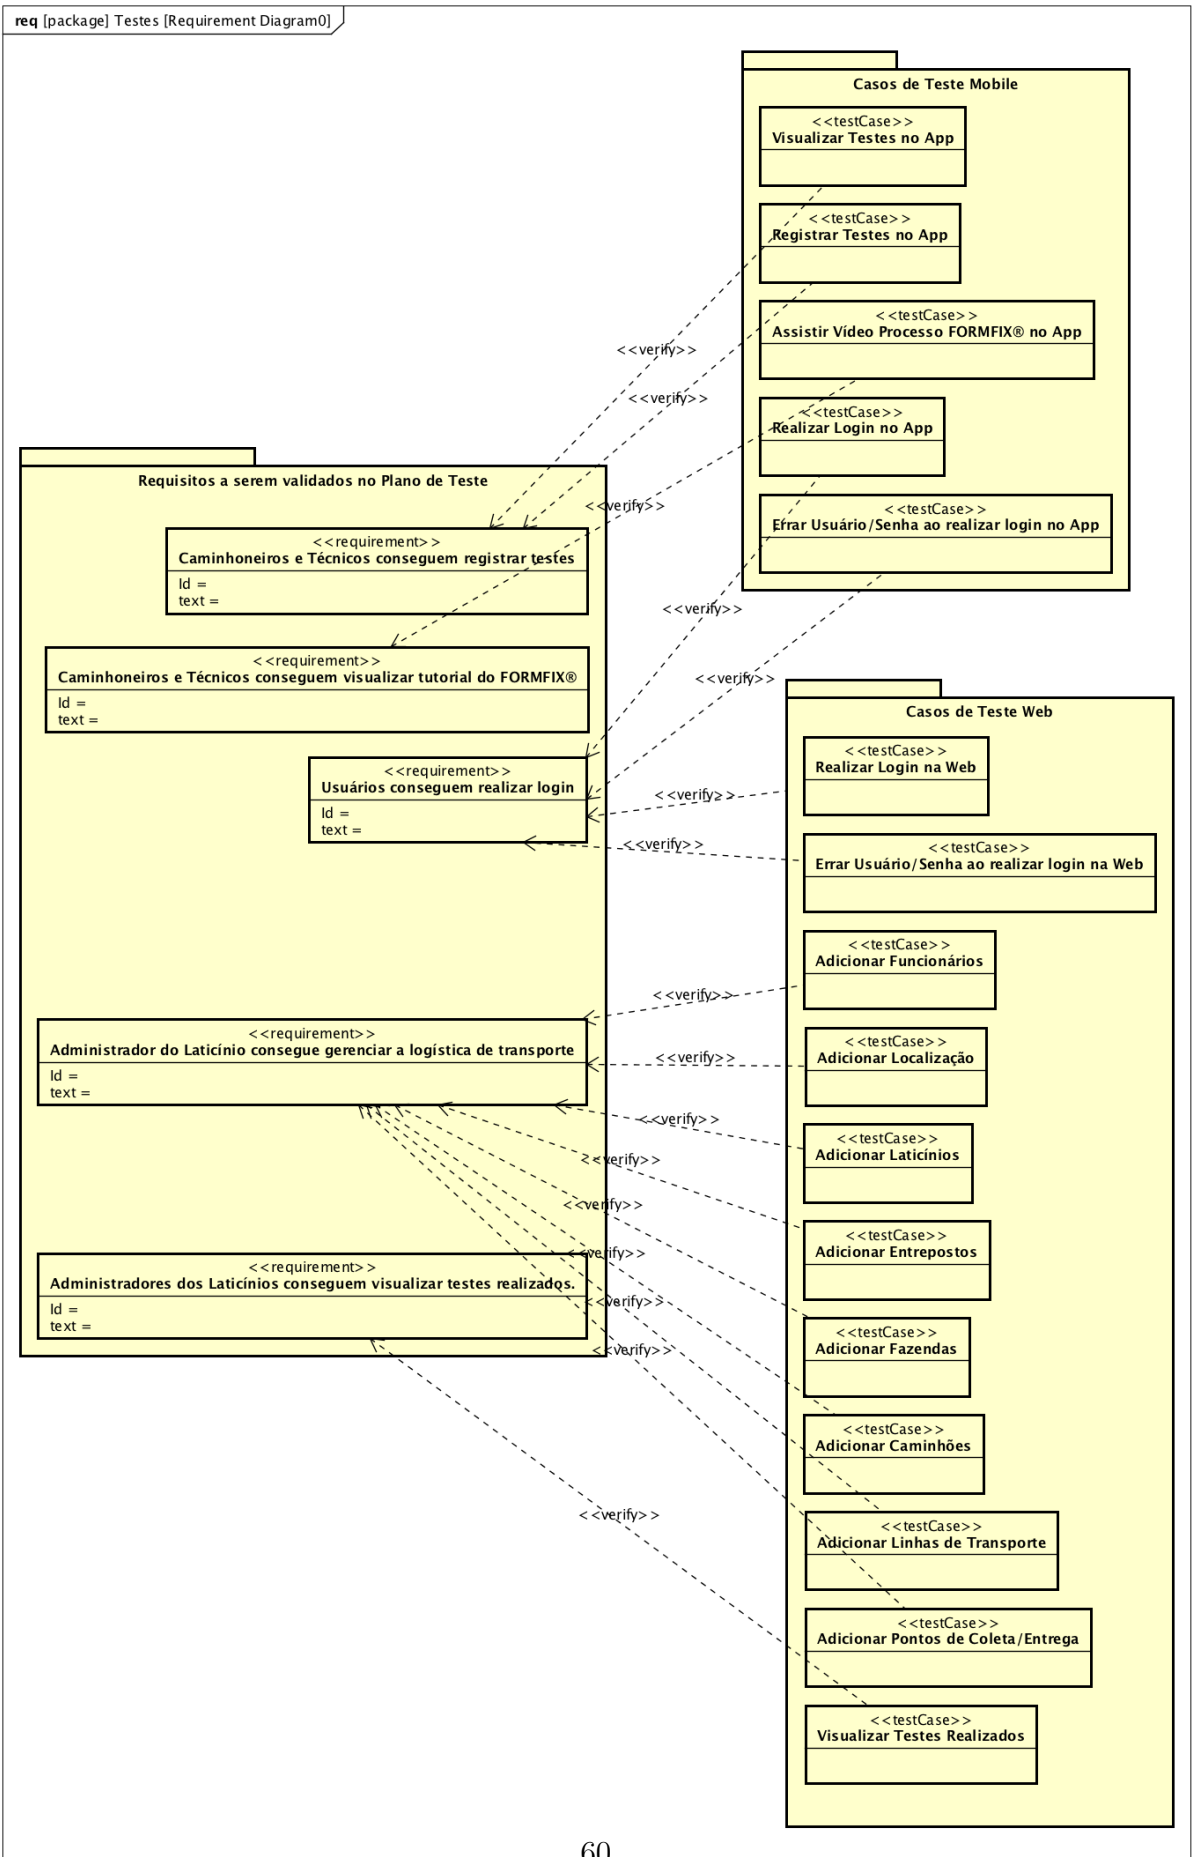 req [package] Testes [Requirement Diagram0]
Casos de Teste Mobile
<<testCase>>
Visualizar Testes no App
<<testCase>>
Registrar Testes no App
<<testCase>>
Assistir Vídeo Processo FORMFIX® no App
<<testCase>>
Realizar Login no App
<<testCase>>
Errar Usuário/Senha ao realizar login no App
<<verify>>
<<verify>>
<<verify>>
<<verify>>
<<verify>>
Requisitos a serem validados no Plano de Teste
<<requirement>>
Caminhoneiros e Técnicos conseguem registrar testes
Id =
text =
<<requirement>>
Caminhoneiros e Técnicos conseguem visualizar tutorial do FORMFIX®
Id =
text =
<<requirement>>
Usuários conseguem realizar login
Id =
text =
<<requirement>>
Administrador do Laticínio consegue gerenciar a logística de transporte
Id =
text =
<<requirement>>
Administradores dos Laticínios conseguem visualizar testes realizados.
Id =
text =
<<verify>>
<<verify>>
<<verify>>
<<verify>>
<<verify>>
<<verify>>
<<verify>>
<<verify>>
<<verify>>
<<verify>>
<<verify>>
Casos de Teste Web
<<testCase>>
Realizar Login na Web
<<testCase>>
Errar Usuário/Senha ao realizar login na Web
<<testCase>>
Adicionar Funcionários
<<testCase>>
Adicionar Localização
<<testCase>>
Adicionar Laticínios
<<testCase>>
Adicionar Entrepostos
<<testCase>>
Adicionar Fazendas
<<testCase>>
Adicionar Caminhões
<<testCase>>
Adicionar Linhas de Transporte
<<testCase>>
Adicionar Pontos de Coleta/Entrega
<<testCase>>
Visualizar Testes Realizados
60